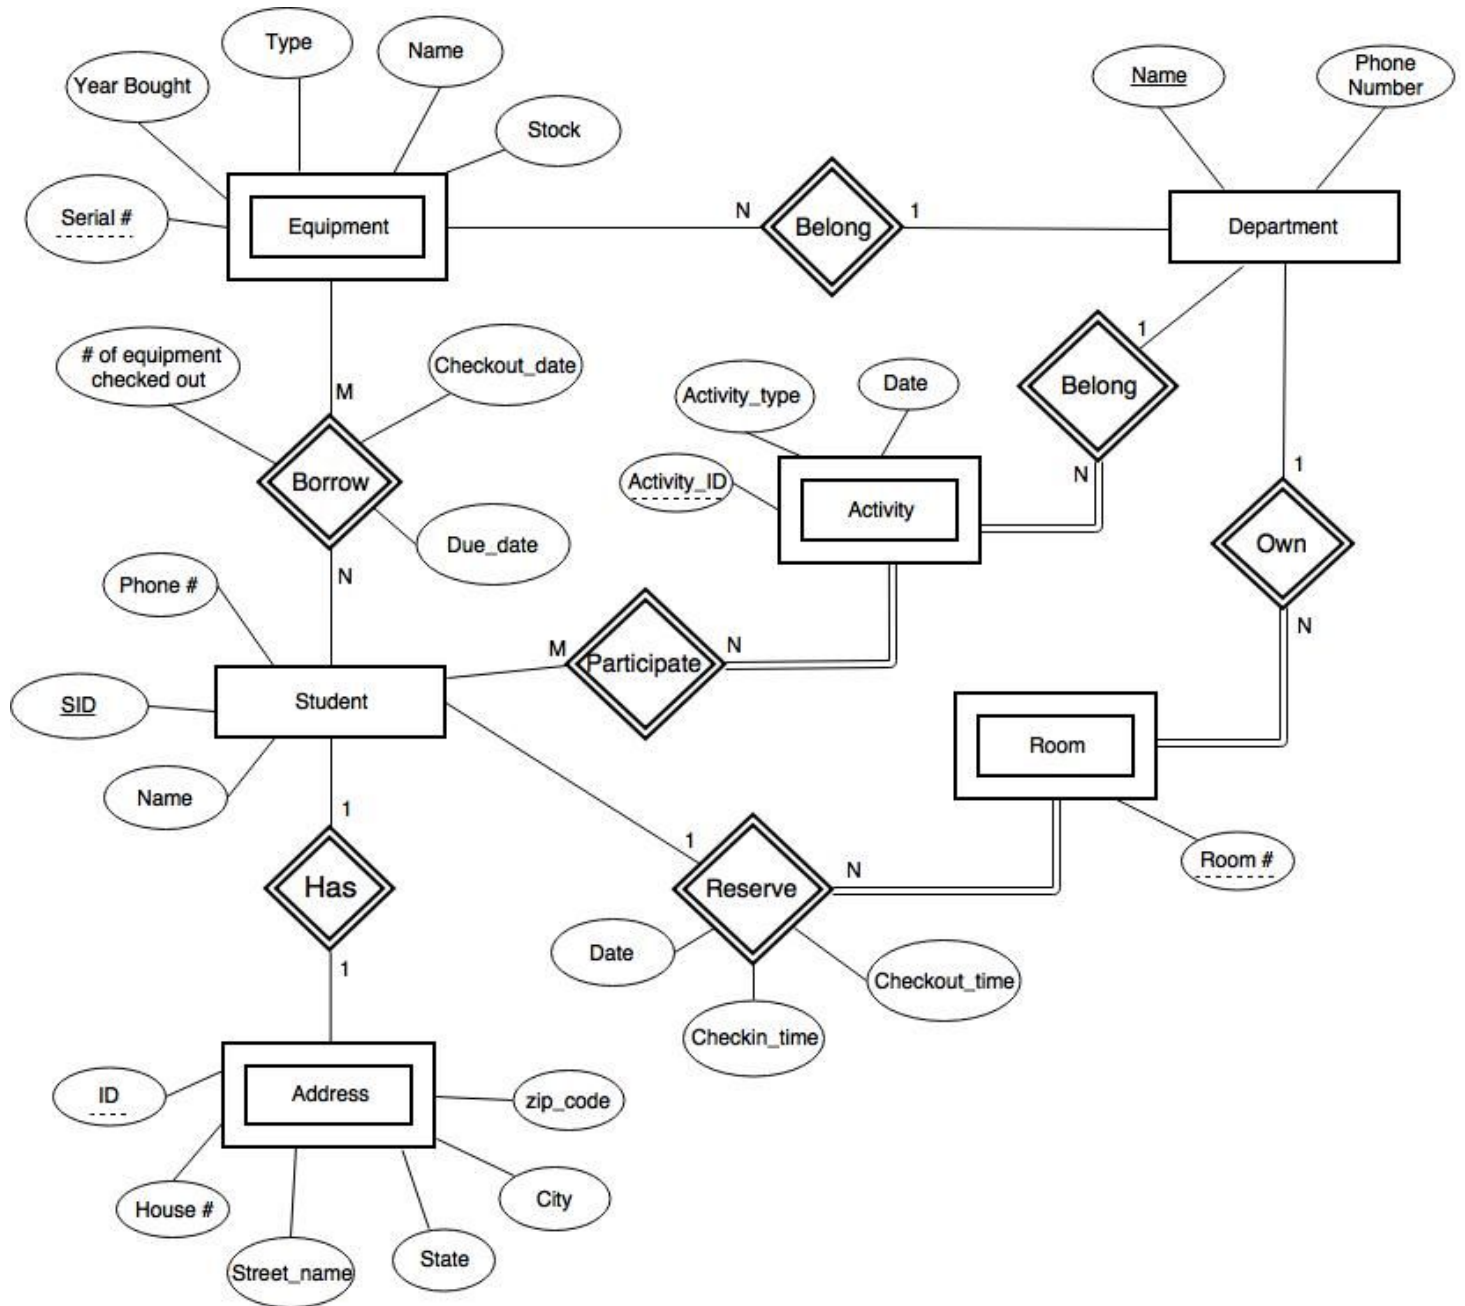 Type
Name
Year Bought
Stock
Serial #
Equipment
N
Belong
1
Name
Phone
Number
Department
# of equipment
checked out
Checkout_date
M
Borrow
Due_date
N
Activity_type
Date
Activity_ID
Activity
1
Belong
N
1
Own
N
Phone #
SID
Student
Name
M
Participate
N
Room
Room #
1
Has
1
1
Reserve
N
Date
Checkin_time
Checkout_time
ID
Address
zip_code
House #
City
Street_name
State